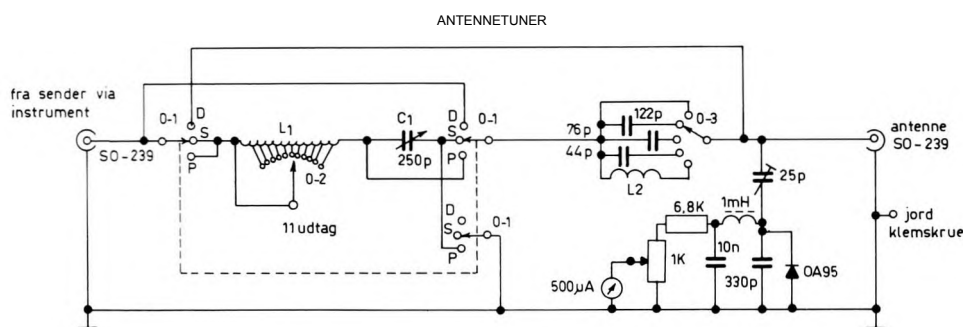 ANTENNETUNER
fra sender via
instrument
SO-239
0-1
D
S
P
L1
0-2
11 udtag
C1
250p
D
S
P
0-1
D
S
P
0-1
122p
76p
44p
L2
0-3
antenne
SO-239
25p
1mH
6,8K
10n
1K
330p
OA95
500µA
jord
klemskrue